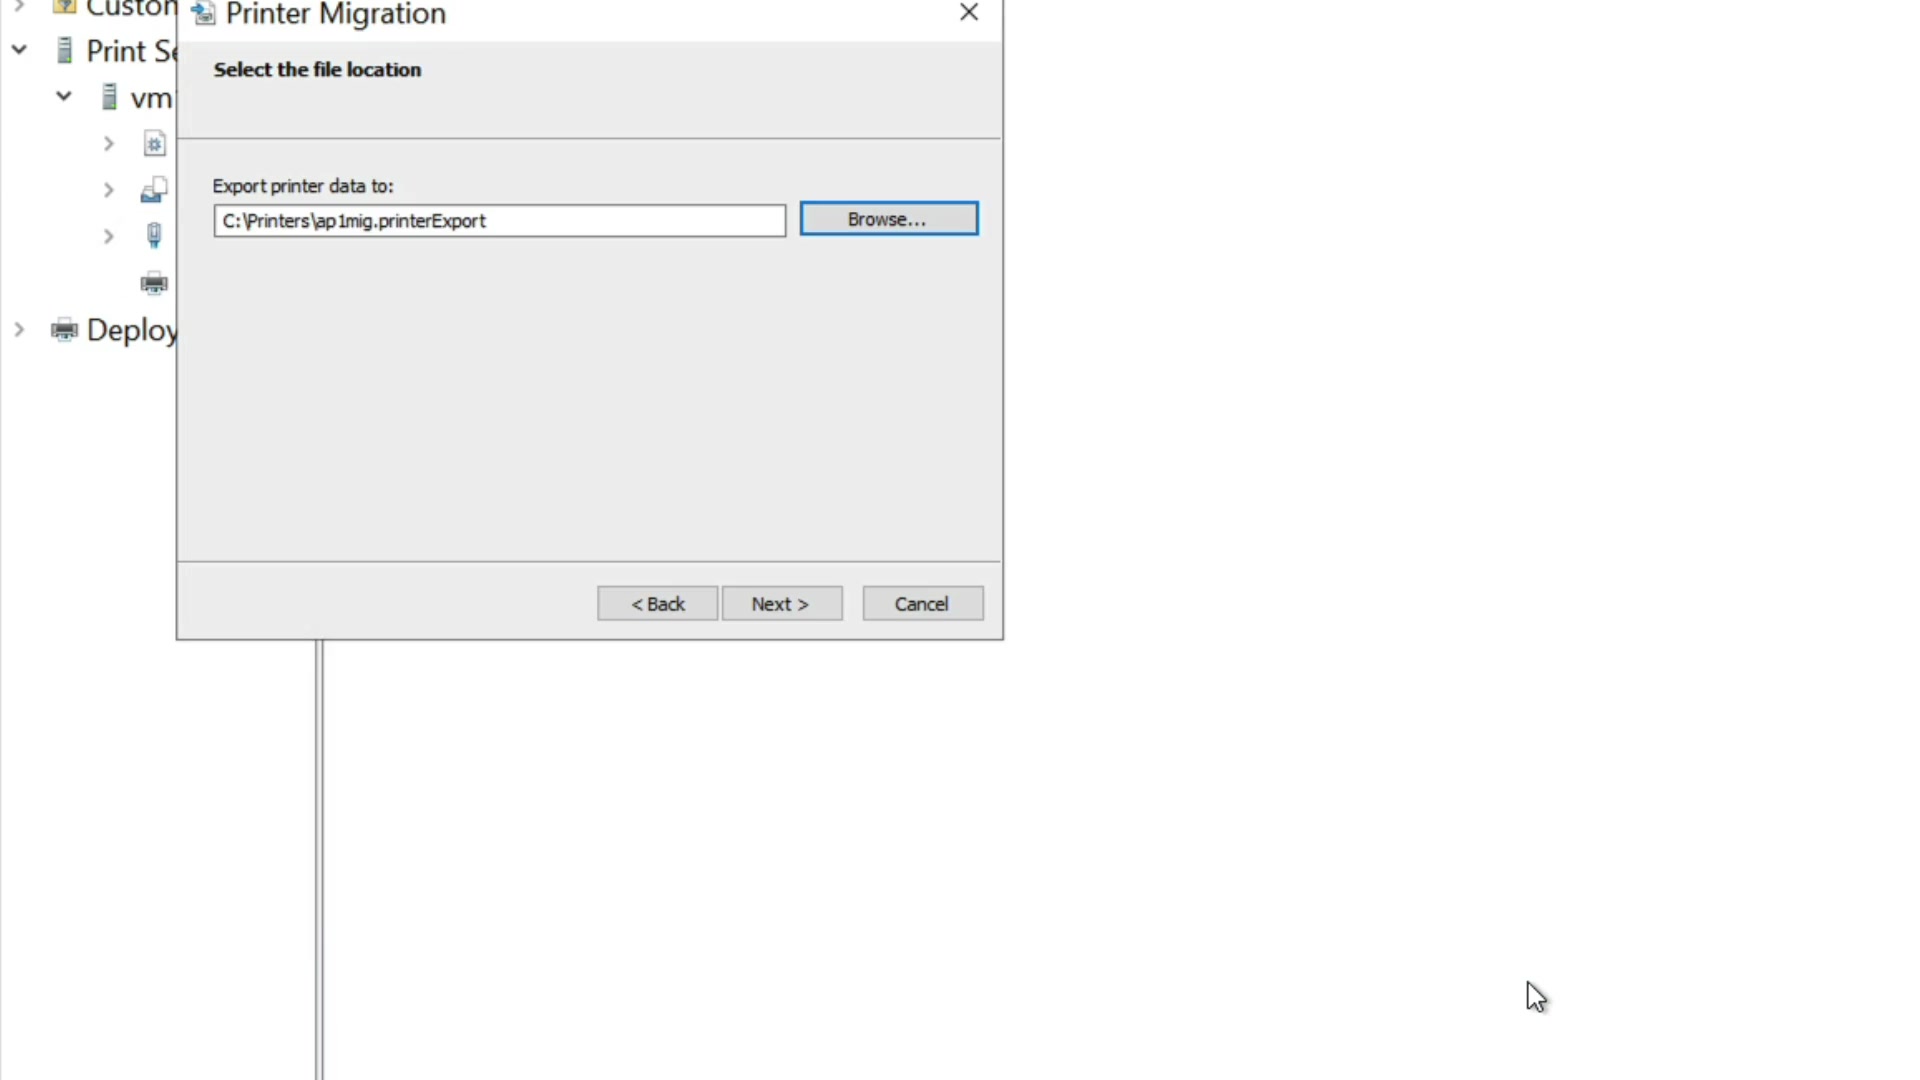 Custom
Printer Migration
Print Se
Select the file location
vm
Export printer data to:
C:\Printers\ap1mig.printerExport
Browse...
Deploy
< Back
Next >
Cancel